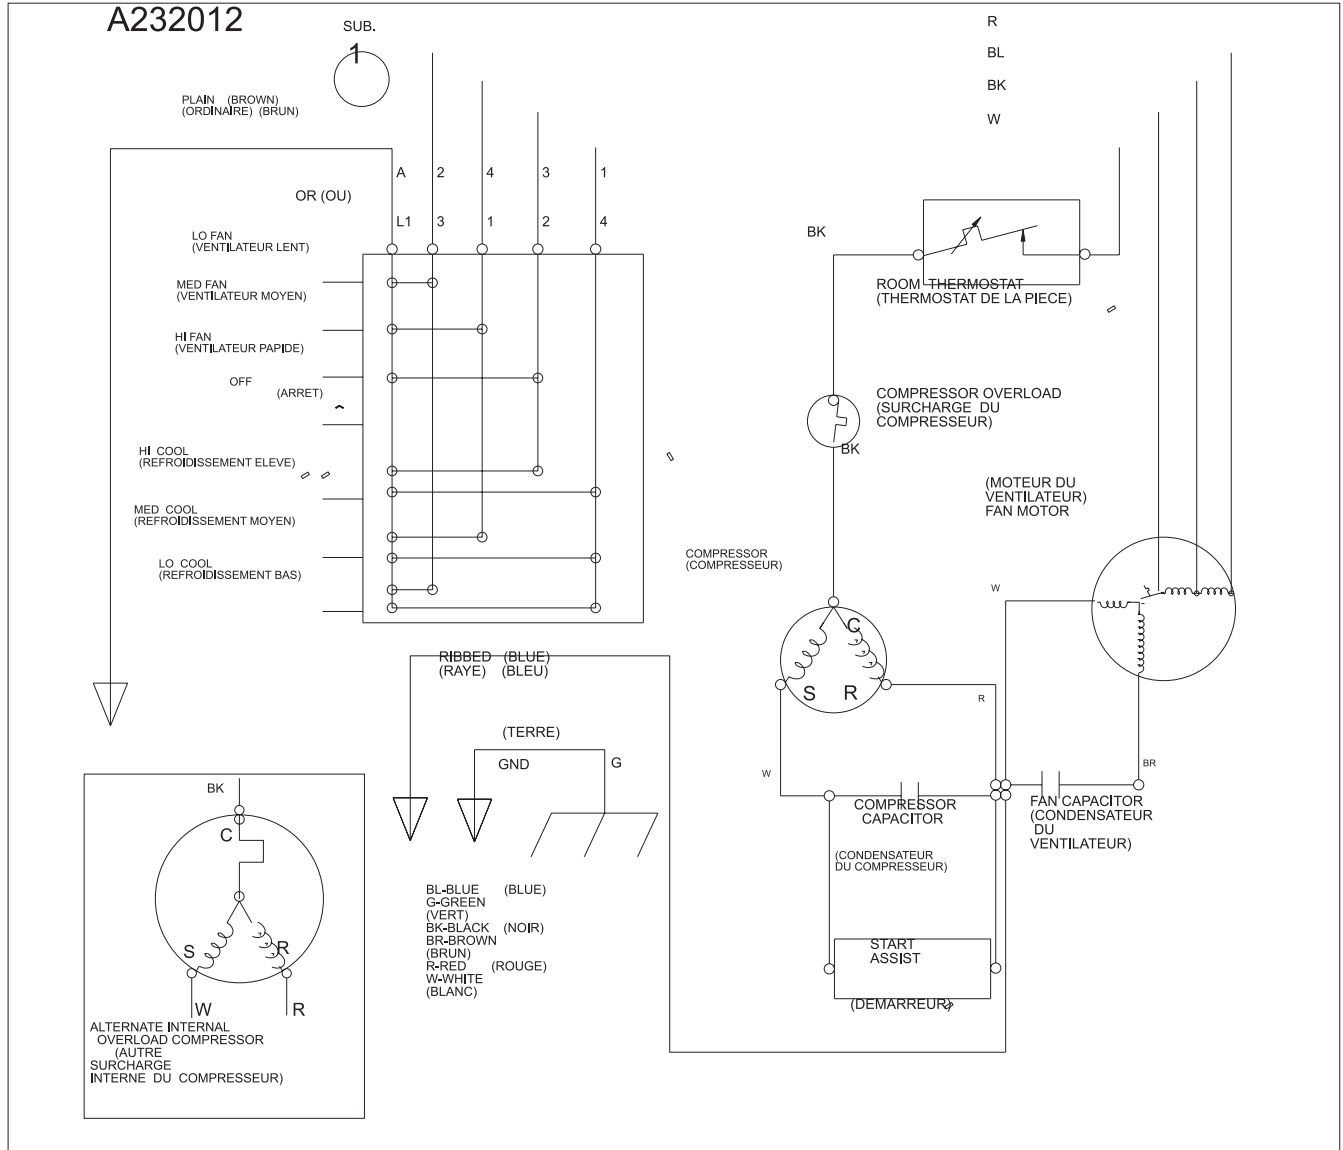 A232012
SUB.
1
PLAIN (BROWN)
(ORDINAIRE) (BRUN)
R
BL
BK
W
A 2 4 3 1
OR (OU)
L1 3 1 2 4
LO FAN
(VENTILATEUR LENT)
MED FAN
(VENTILATEUR MOYEN)
HI FAN
(VENTILATEUR PAPIDE)
OFF
(ARRET)
HI COOL
(REFROIDISSEMENT ELEVE)
MED COOL
(REFROIDISSEMENT MOYEN)
LO COOL
(REFROIDISSEMENT BAS)
BK
ROOM THERMOSTAT
(THERMOSTAT DE LA PIECE)
COMPRESSOR OVERLOAD
(SURCHARGE DU
COMPRESSEUR)
BK
(MOTEUR DU
VENTILATEUR)
FAN MOTOR
COMPRESSOR
(COMPRESSEUR)
W
C
S R
R
W
BR
COMPRESSOR
CAPACITOR
(CONDENSATEUR
DU COMPRESSEUR)
FAN CAPACITOR
(CONDENSATEUR
DU
VENTILATEUR)
START
ASSIST
(DEMARREUR)
RIBBED (BLUE)
(RAYE) (BLEU)
(TERRE)
GND G
BL-BLUE (BLUE)
G-GREEN
(VERT)
BK-BLACK (NOIR)
BR-BROWN
(BRUN)
R-RED (ROUGE)
W-WHITE
(BLANC)
BK
C
S R
W R
ALTERNATE INTERNAL
OVERLOAD COMPRESSOR
(AUTRE
SURCHARGE
INTERNE DU COMPRESSEUR)